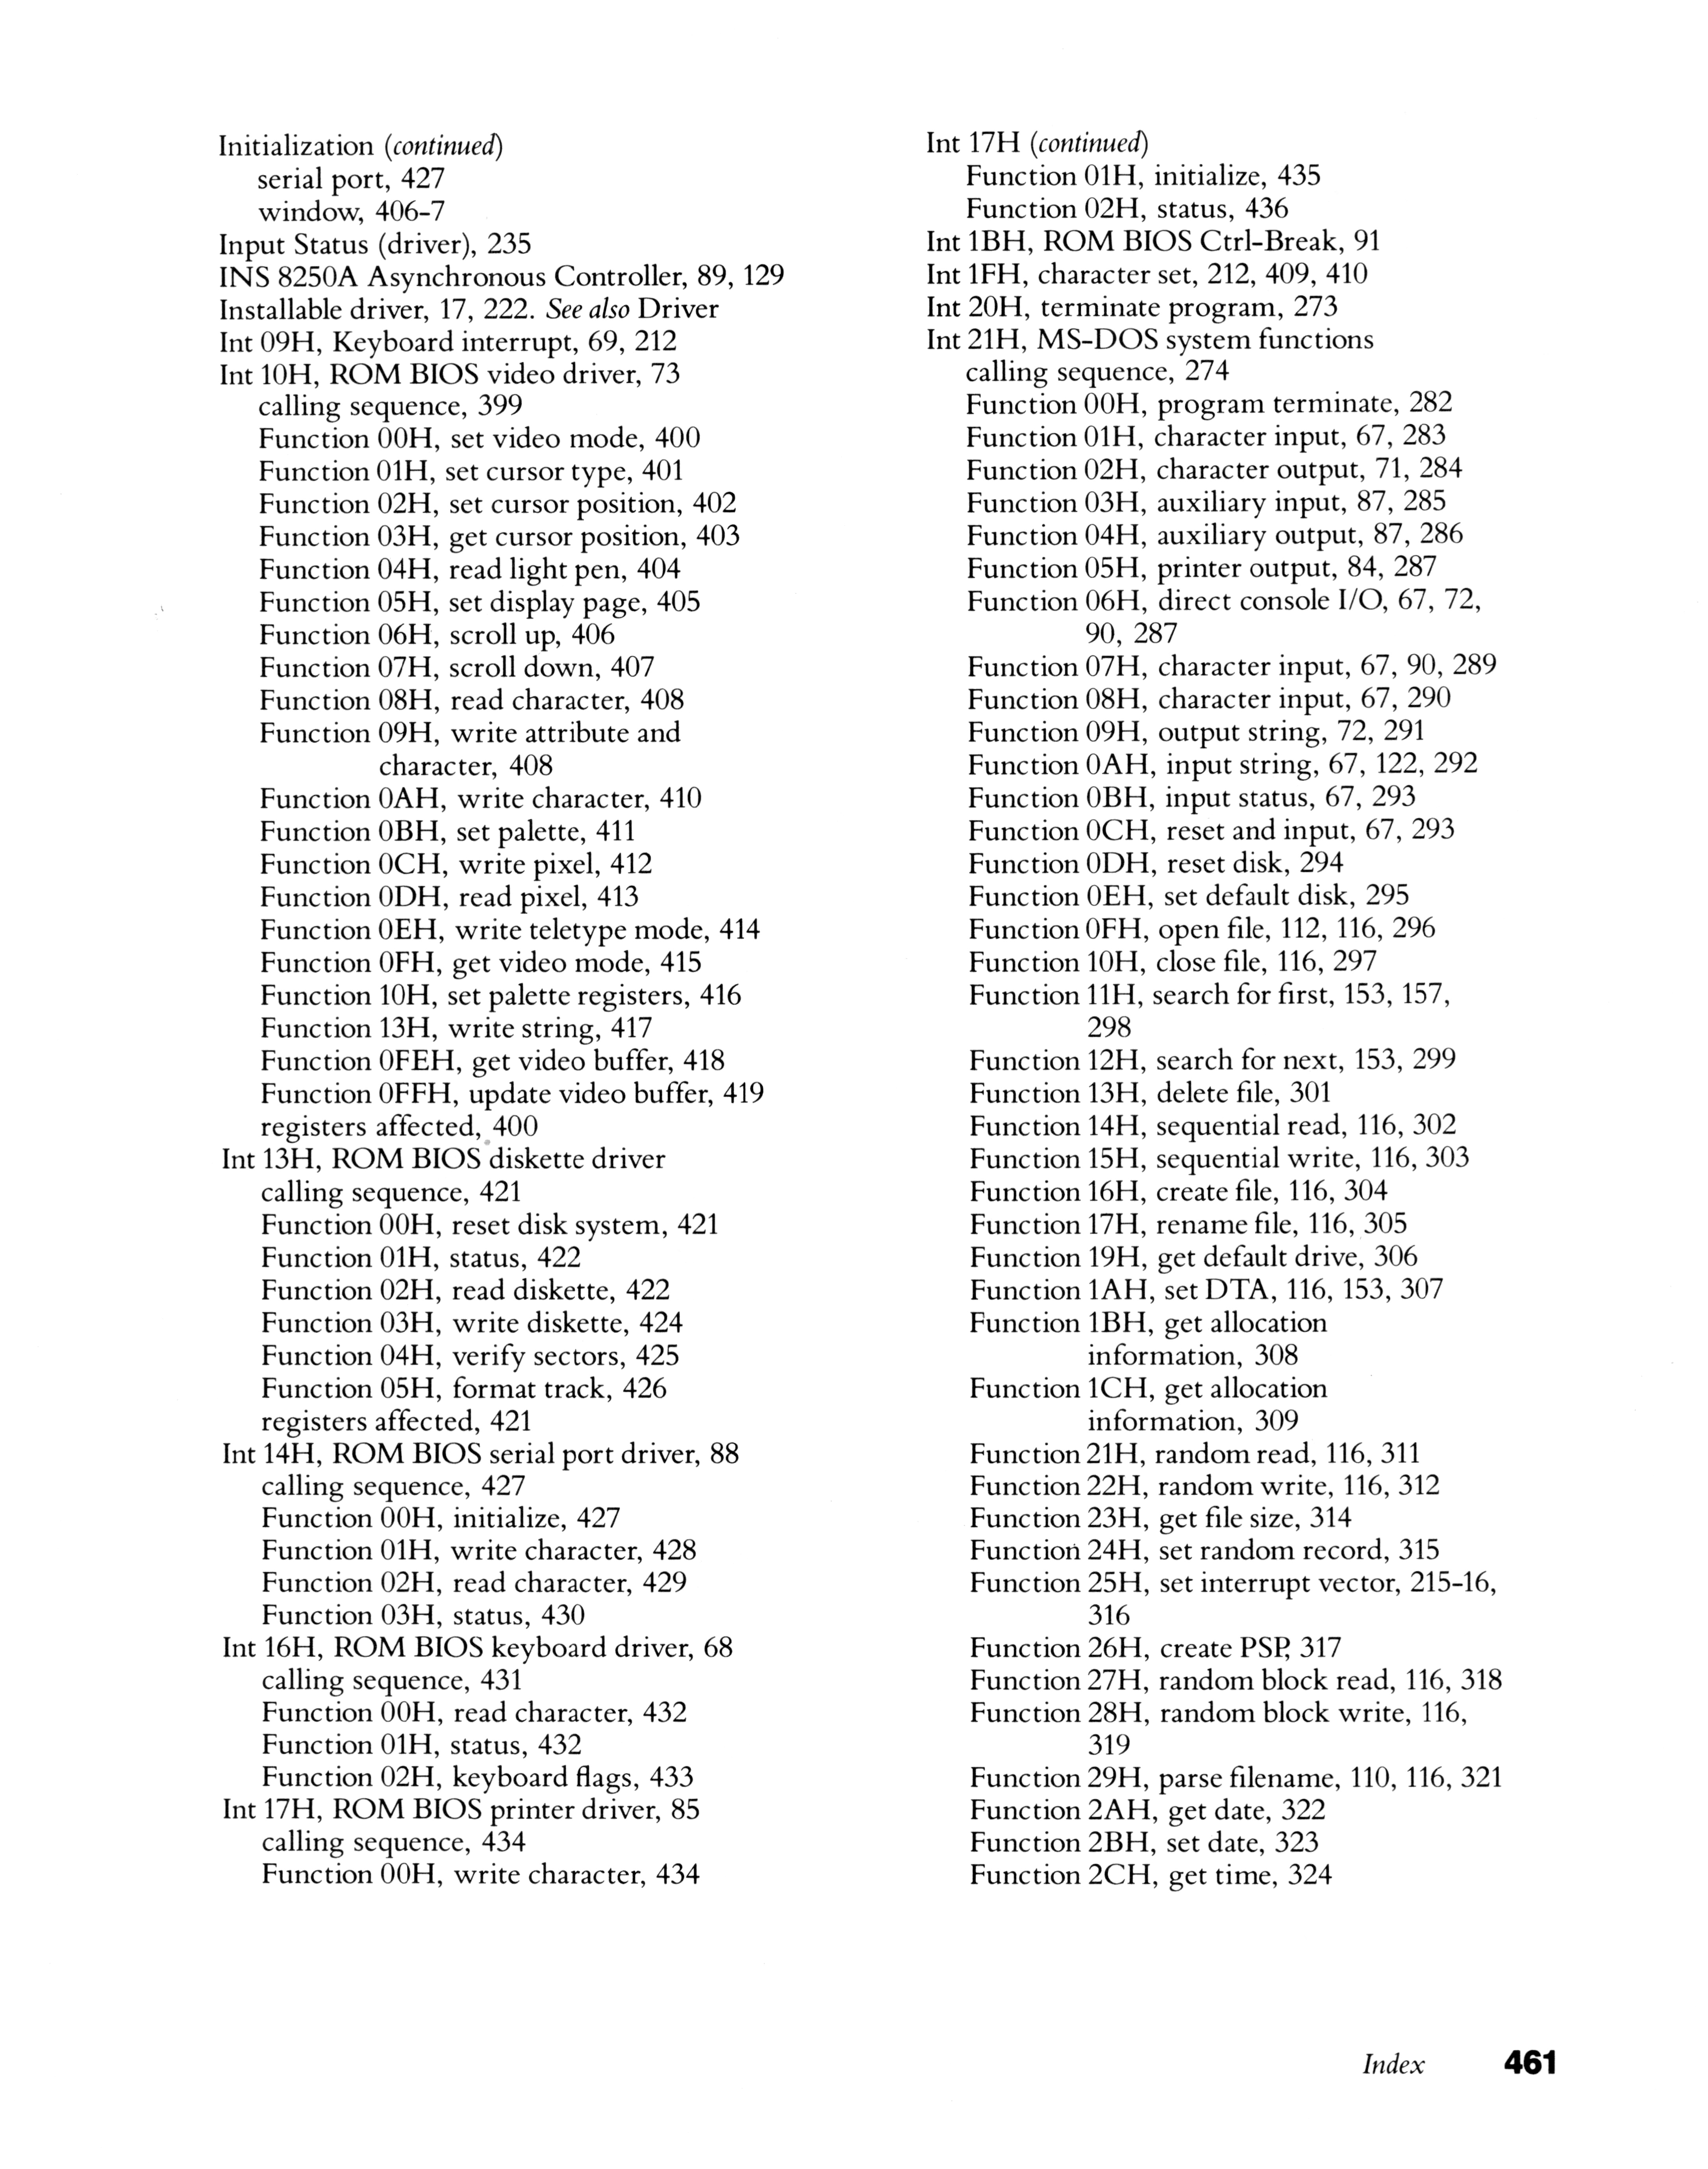 Initialization (continued)
serial port, 427
window, 406-7
Input Status (driver), 235
INS 8250A Asynchronous Controller, 89, 129
Installable driver, 17, 222. See also Driver
Int 09H, Keyboard interrupt, 69, 212
Int 10H, ROM BIOS video driver, 73
calling sequence, 399
Function 00H, set video mode, 400
Function 01H, set cursor type, 401
Function 02H, set cursor position, 402
Function 03H, get cursor position, 403
Function 04H, read light pen, 404
Function 05H, set display page, 405
Function 06H, scroll up, 406
Function 07H, scroll down, 407
Function 08H, read character, 408
Function 09H, write attribute and
character, 408
Function 0AH, write character, 410
Function 0BH, set palette, 411
Function 0CH, write pixel, 412
Function 0DH, read pixel, 413
Function 0EH, write teletype mode, 414
Function 0FH, get video mode, 415
Function 10H, set palette registers, 416
Function 13H, write string, 417
Function 0FEH, get video buffer, 418
Function 0FFH, update video buffer, 419
registers affected, 400
Int 13H, ROM BIOS diskette driver
calling sequence, 421
Function 00H, reset disk system, 421
Function 01H, status, 422
Function 02H, read diskette, 422
Function 03H, write diskette, 424
Function 04H, verify sectors, 425
Function 05H, format track, 426
registers affected, 421
Int 14H, ROM BIOS serial port driver, 88
calling sequence, 427
Function 00H, initialize, 427
Function 01H, write character, 428
Function 02H, read character, 429
Function 03H, status, 430
Int 16H, ROM BIOS keyboard driver, 68
calling sequence, 431
Function 00H, read character, 432
Function 01H, status, 432
Function 02H, keyboard flags, 433
Int 17H, ROM BIOS printer driver, 85
calling sequence, 434
Function 00H, write character, 434
Int 17H (continued)
Function 01H, initialize, 435
Function 02H, status, 436
Int 1BH, ROM BIOS Ctrl-Break, 91
Int 1FH, character set, 212, 409, 410
Int 20H, terminate program, 273
Int 21H, MS-DOS system functions
calling sequence, 274
Function 00H, program terminate, 282
Function 01H, character input, 67, 283
Function 02H, character output, 71, 284
Function 03H, auxiliary input, 87, 285
Function 04H, auxiliary output, 87, 286
Function 05H, printer output, 84, 287
Function 06H, direct console I/O, 67, 72,
90, 287
Function 07H, character input, 67, 90, 289
Function 08H, character input, 67, 290
Function 09H, output string, 72, 291
Function 0AH, input string, 67, 122, 292
Function 0BH, input status, 67, 293
Function 0CH, reset and input, 67, 293
Function 0DH, reset disk, 294
Function 0EH, set default disk, 295
Function 0FH, open file, 112, 116, 296
Function 10H, close file, 116, 297
Function 11H, search for first, 153, 157,
298
Function 12H, search for next, 153, 299
Function 13H, delete file, 301
Function 14H, sequential read, 116, 302
Function 15H, sequential write, 116, 303
Function 16H, create file, 116, 304
Function 17H, rename file, 116, 305
Function 19H, get default drive, 306
Function 1AH, set DTA, 116, 153, 307
Function 1BH, get allocation
information, 308
Function 1CH, get allocation
information, 309
Function 21H, random read, 116, 311
Function 22H, random write, 116, 312
Function 23H, get file size, 314
Function 24H, set random record, 315
Function 25H, set interrupt vector, 215-16,
316
Function 26H, create PSP, 317
Function 27H, random block read, 116, 318
Function 28H, random block write, 116,
319
Function 29H, parse filename, 110, 116, 321
Function 2AH, get date, 322
Function 2BH, set date, 323
Function 2CH, get time, 324
Index 461